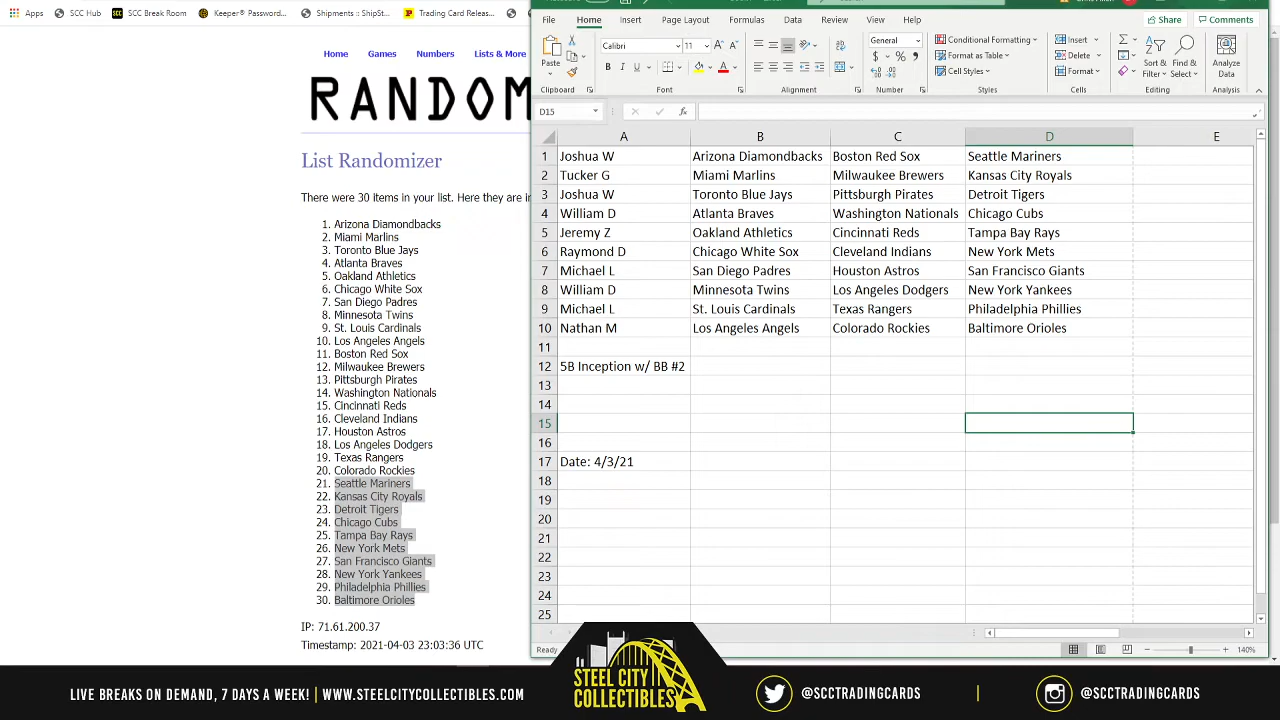 Apps SCC Hub SCC Break Room Keeper® Password... Shipments :: ShipSt... Trading Card Relea...
Home Games Numbers Lists & More
RANDOM
List Randomizer
There were 30 items in your list. Here they are in
1. Arizona Diamondbacks
2. Miami Marlins
3. Toronto Blue Jays
4. Atlanta Braves
5. Oakland Athletics
6. Chicago White Sox
7. San Diego Padres
8. Minnesota Twins
9. St. Louis Cardinals
10. Los Angeles Angels
11. Boston Red Sox
12. Milwaukee Brewers
13. Pittsburgh Pirates
14. Washington Nationals
15. Cincinnati Reds
16. Cleveland Indians
17. Houston Astros
18. Los Angeles Dodgers
19. Texas Rangers
20. Colorado Rockies
21. Seattle Mariners
22. Kansas City Royals
23. Detroit Tigers
24. Chicago Cubs
25. Tampa Bay Rays
26. New York Mets
27. San Francisco Giants
28. New York Yankees
29. Philadelphia Phillies
30. Baltimore Orioles
IP: 71.61.200.37
Timestamp: 2021-04-03 23:03:36 UTC
File Home Insert Page Layout Formulas Data Review View Help Share Comments
Paste Calibri 11 General Conditional Formatting Insert Sort & Filter Find & Select Analyze Data
B I U Format as Table Delete
$ % Cell Styles Format
Clipboard Font Alignment Number Styles Cells Editing Analysis
D15 fx
A B C D E
1 Joshua W Arizona Diamondbacks Boston Red Sox Seattle Mariners
2 Tucker G Miami Marlins Milwaukee Brewers Kansas City Royals
3 Joshua W Toronto Blue Jays Pittsburgh Pirates Detroit Tigers
4 William D Atlanta Braves Washington Nationals Chicago Cubs
5 Jeremy Z Oakland Athletics Cincinnati Reds Tampa Bay Rays
6 Raymond D Chicago White Sox Cleveland Indians New York Mets
7 Michael L San Diego Padres Houston Astros San Francisco Giants
8 William D Minnesota Twins Los Angeles Dodgers New York Yankees
9 Michael L St. Louis Cardinals Texas Rangers Philadelphia Phillies
10 Nathan M Los Angeles Angels Colorado Rockies Baltimore Orioles
11
12 5B Inception w/ BB #2
13
14
15
16
17 Date: 4/3/21
18
19
20
21
22
23
24
25
Ready 140%
LIVE BREAKS ON DEMAND, 7 DAYS A WEEK! | WWW.STEELCITYCOLLECTIBLES.COM
STEEL CITY
COLLECTIBLES
@SCCTRADINGCARDS | @SCCTRADINGCARDS